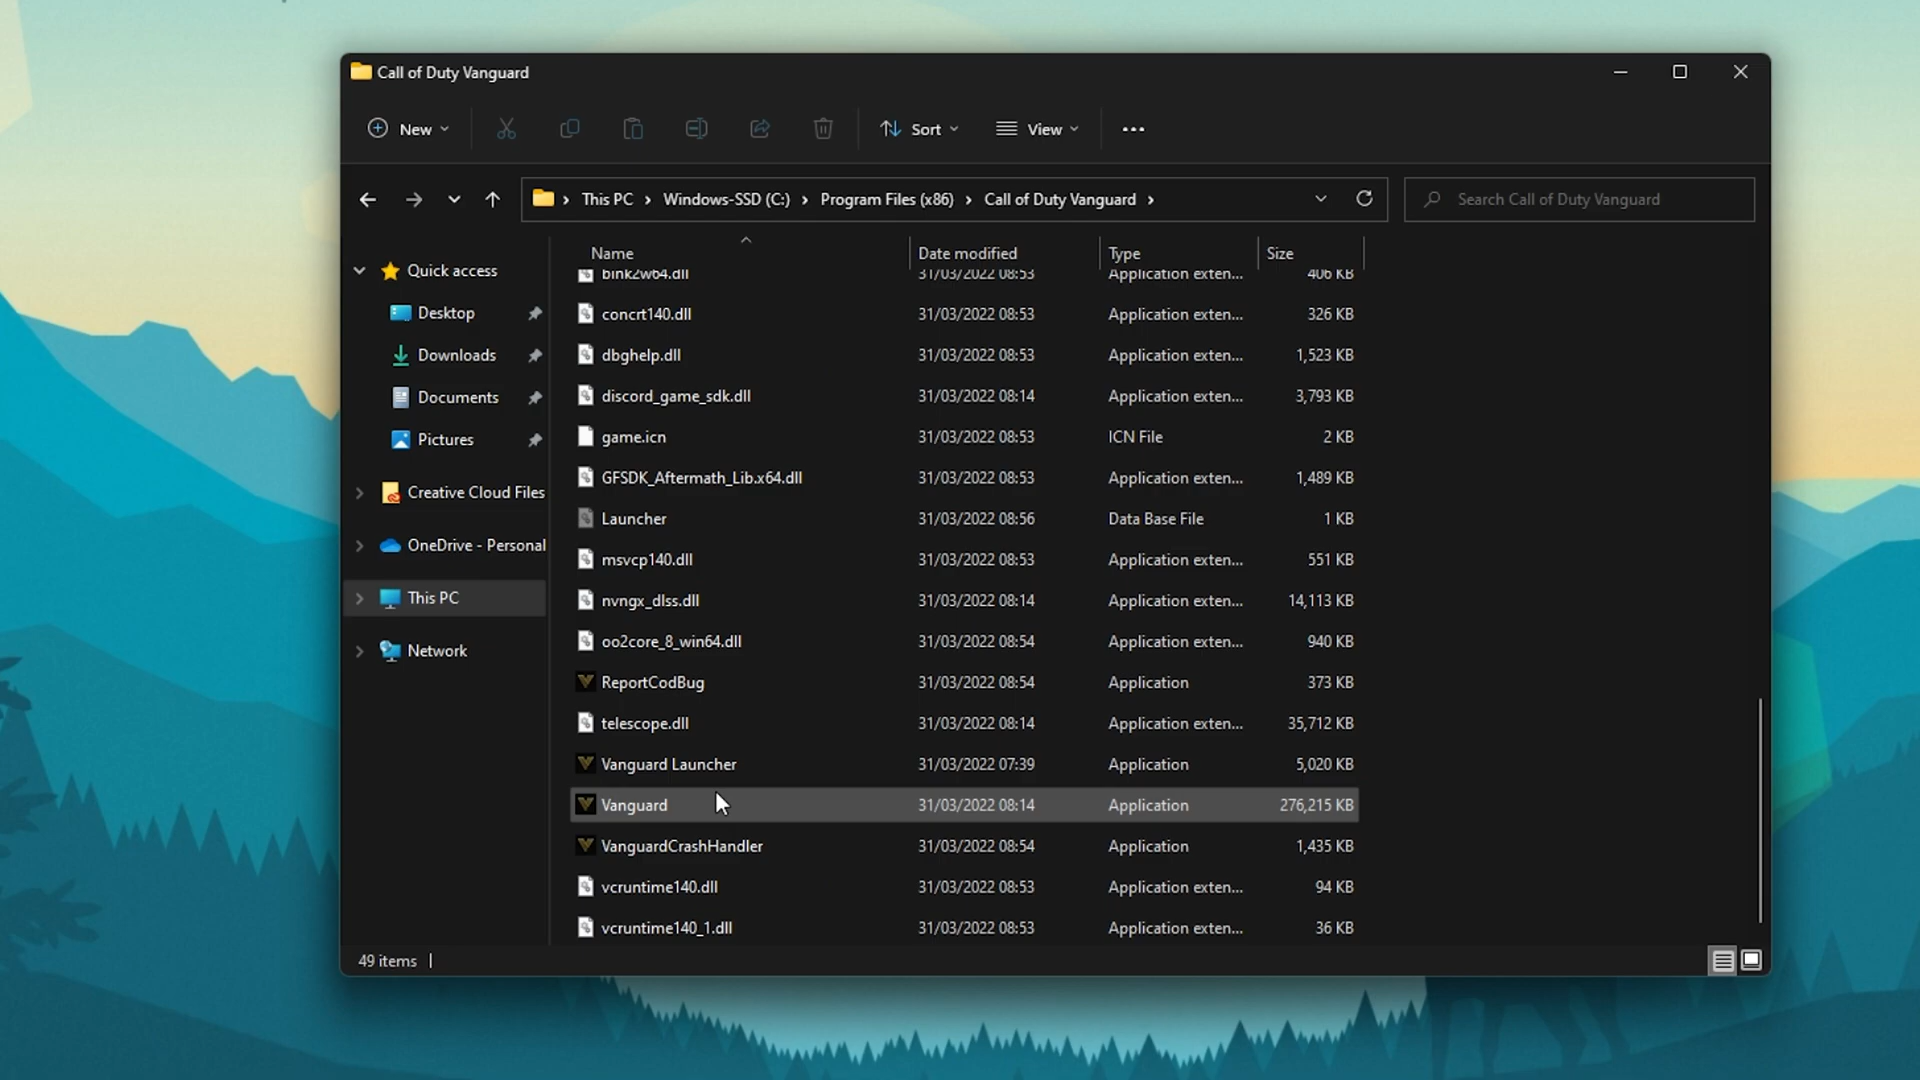 Call of Duty Vanguard
New Sort View
This PC Windows-SSD (C:) Program Files (x86) Call of Duty Vanguard Search Call of Duty Vanguard
Quick access
Desktop
Downloads
Documents
Pictures
Creative Cloud Files
OneDrive - Personal
This PC
Network
Name Date modified Type Size
bink2w64.dll 31/03/2022 08:53 Application exten... 406 KB
concrt140.dll 31/03/2022 08:53 Application exten... 326 KB
dbghelp.dll 31/03/2022 08:53 Application exten... 1,523 KB
discord_game_sdk.dll 31/03/2022 08:14 Application exten... 3,793 KB
game.icn 31/03/2022 08:53 ICN File 2 KB
GFSDK_Aftermath_Lib.x64.dll 31/03/2022 08:53 Application exten... 1,489 KB
Launcher 31/03/2022 08:56 Data Base File 1 KB
msvcp140.dll 31/03/2022 08:53 Application exten... 551 KB
nvngx_dlss.dll 31/03/2022 08:14 Application exten... 14,113 KB
oo2core_8_win64.dll 31/03/2022 08:54 Application exten... 940 KB
ReportCodBug 31/03/2022 08:54 Application 373 KB
telescope.dll 31/03/2022 08:14 Application exten... 35,712 KB
Vanguard Launcher 31/03/2022 07:39 Application 5,020 KB
Vanguard 31/03/2022 08:14 Application 276,215 KB
VanguardCrashHandler 31/03/2022 08:54 Application 1,435 KB
vcruntime140.dll 31/03/2022 08:53 Application exten... 94 KB
vcruntime140_1.dll 31/03/2022 08:53 Application exten... 36 KB
49 items